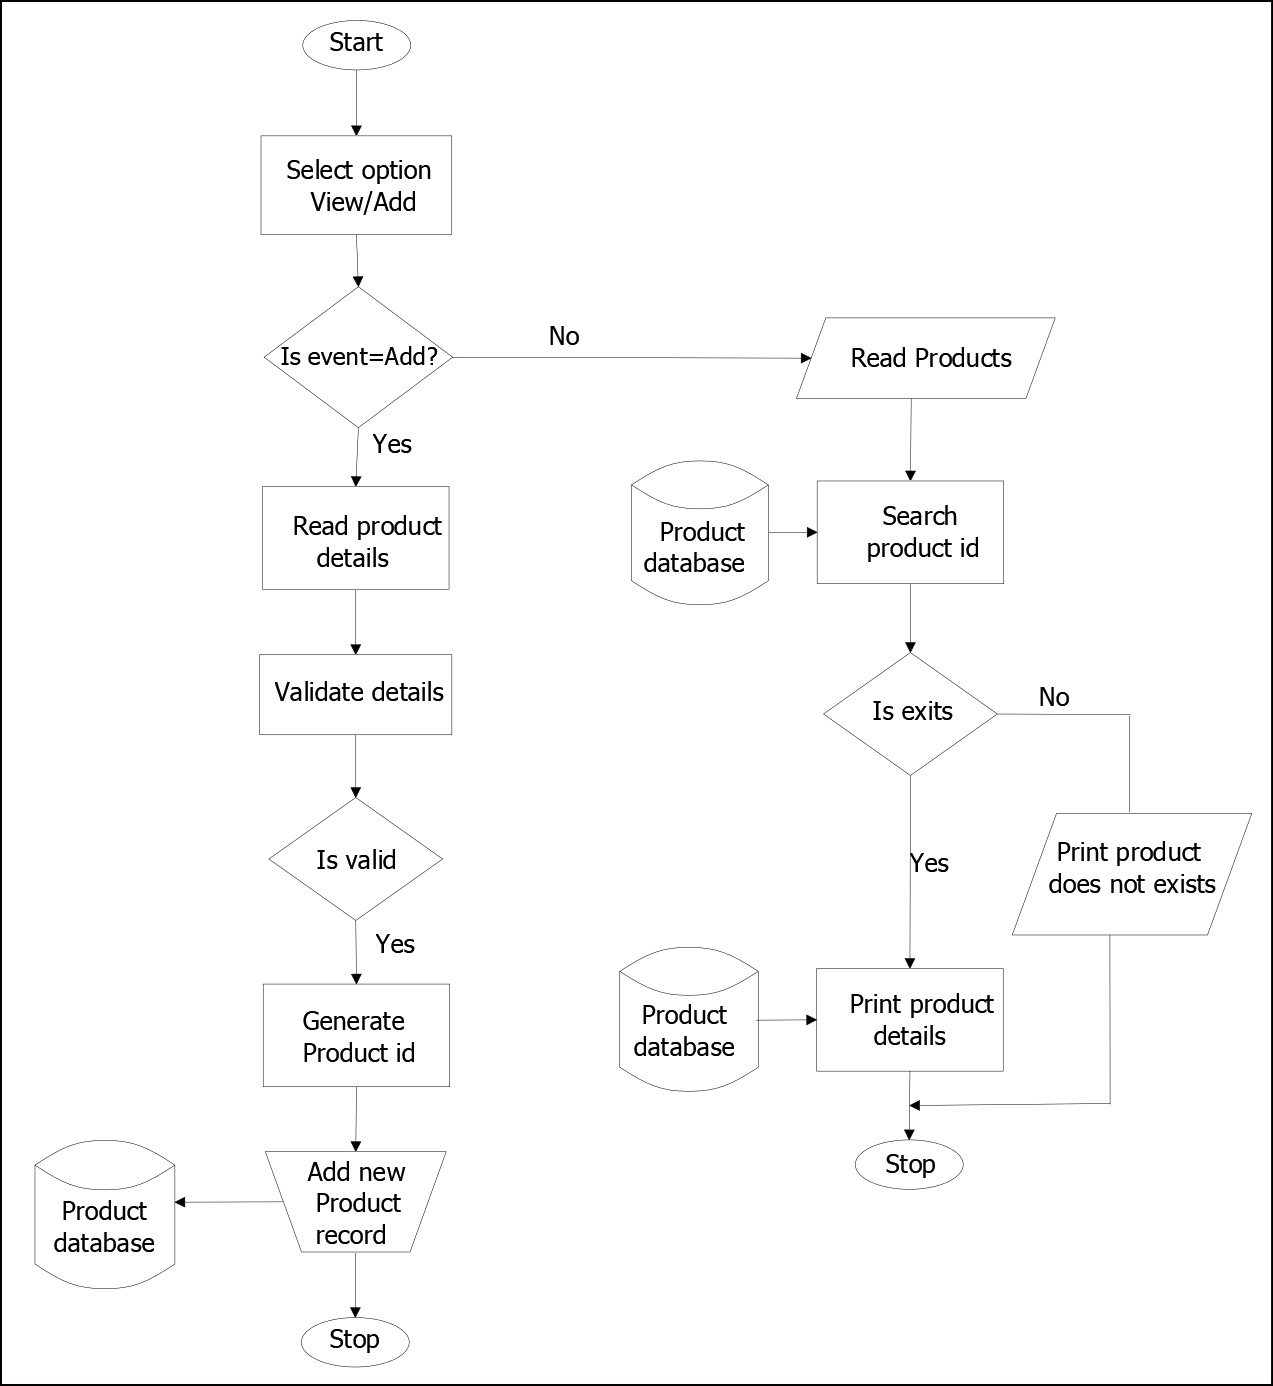 Start
Select option
View/Add
Is event=Add?
No
Read Products
Yes
Read product
details
Product
database
Search
product id
Validate details
Is exits
No
Is valid
Yes
Print product
does not exists
Yes
Generate
Product id
Product
database
Print product
details
Add new
Product
record
Product
database
Stop
Stop